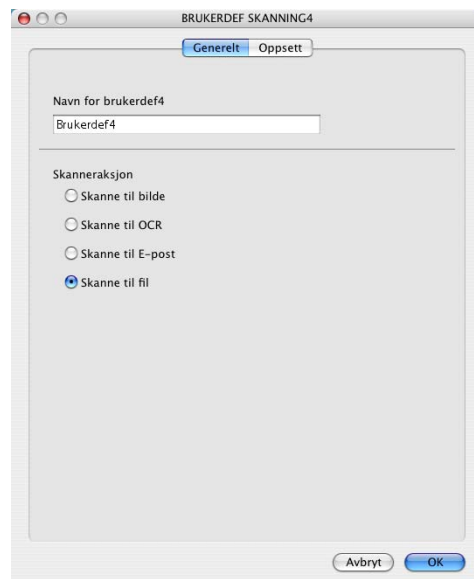 BRUKERDEF SKANNING4
Generelt Oppsett
Navn for brukerdef4
Brukerdef4
Skanneraksjon
Skanne til bilde
Skanne til OCR
Skanne til E-post
Skanne til fil
Avbryt OK